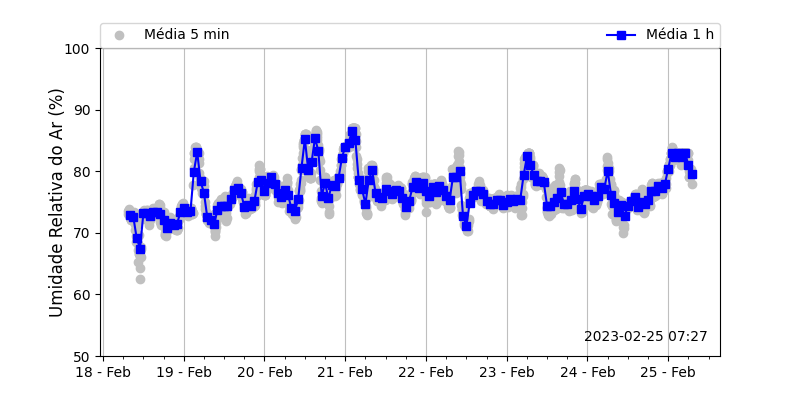 Média 5 min
Média 1 h
Umidade Relativa do Ar (%)
100
90
80
70
60
50
2023-02-25 07:27
18 - Feb
19 - Feb
20 - Feb
21 - Feb
22 - Feb
23 - Feb
24 - Feb
25 - Feb